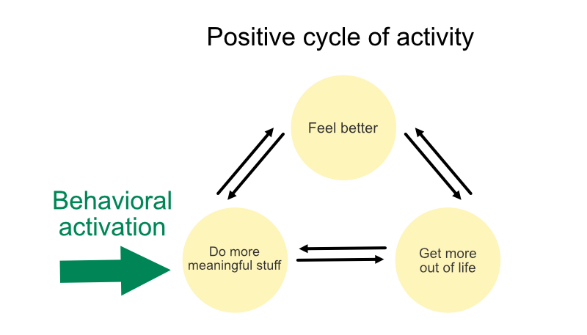 Positive cycle of activity
Feel better
Behavioral
activation
Do more
meaningful stuff
Get more
out of life